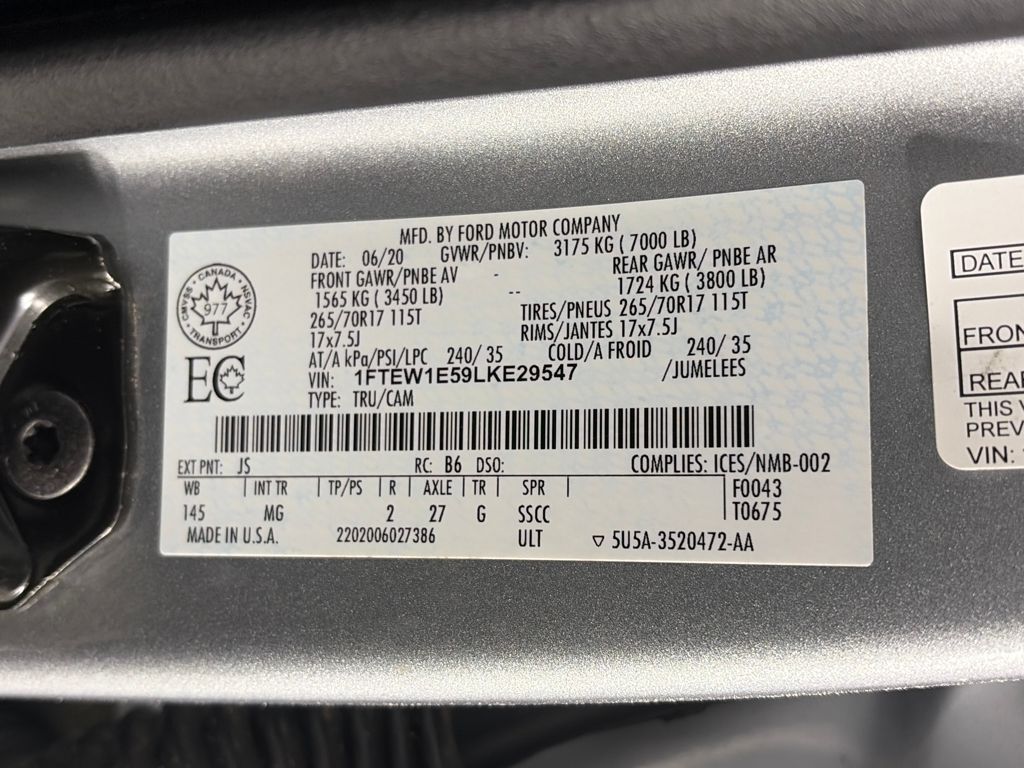 MFD. BY FORD MOTOR COMPANY
DATE: 06/20 GVWR/PNBV: 3175 KG ( 7000 LB)
FRONT GAWR/PNBE AV - REAR GAWR/ PNBE AR
1565 KG ( 3450 LB) -- 1724 KG ( 3800 LB)
265/70R17 115T TIRES/PNEUS 265/70R17 115T
17x7.5J RIMS/JANTES 17x7.5J
AT/A kPa/PSI/LPC 240/ 35 COLD/A FROID 240/ 35
VIN: 1FTEW1E59LKE29547 /JUMELEES
TYPE: TRU/CAM
CANADA
CMVSS - NSVAC
977
TRANSPORT
EC
EXT PNT: JS RC: B6 DSO: COMPLIES: ICES/NMB-002
WB | INT TR | TP/PS | R | AXLE | TR | SPR | F0043
145 MG 2 27 G SSCC T0675
MADE IN U.S.A. 2202006027386 ULT ▽ 5U5A-3520472-AA
DATE
FRON
REAR
THIS
PREV
VIN: